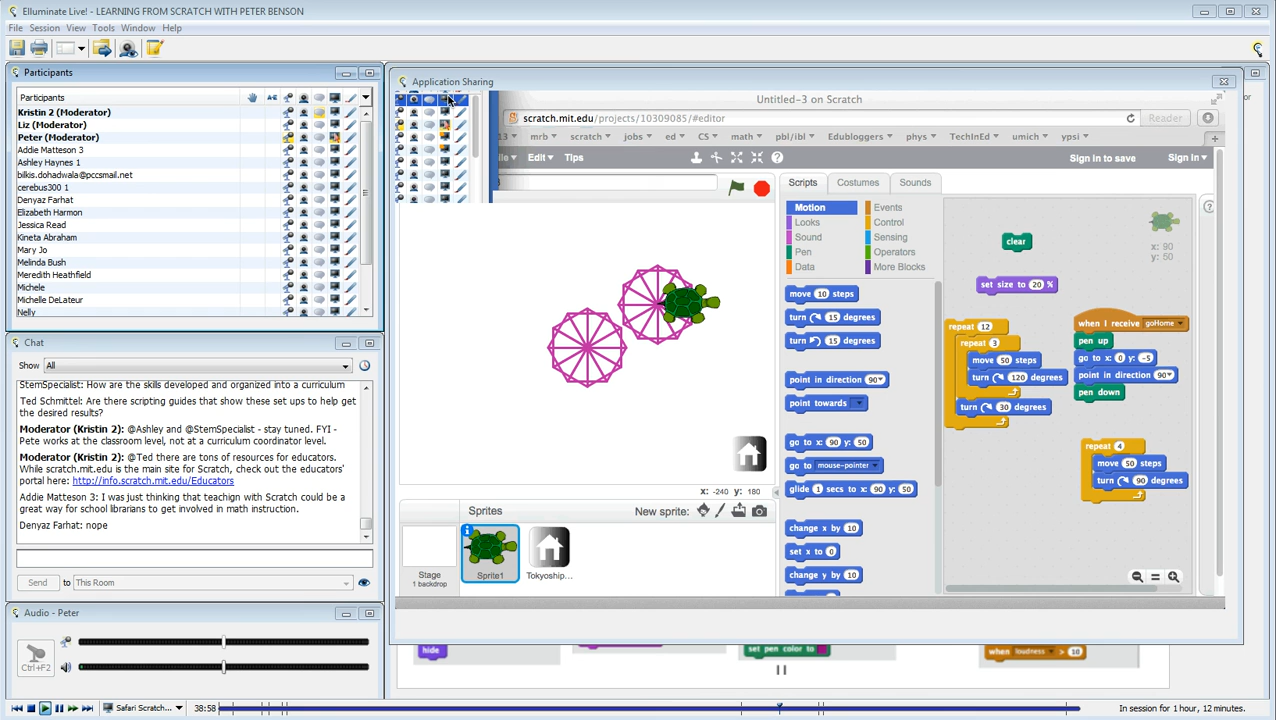 Elluminate Live! - LEARNING FROM SCRATCH WITH PETER BENSON
File Session View Tools Window Help
Participants
Participants
Kristin 2 (Moderator)
Liz (Moderator)
Peter (Moderator)
Addie Matteson 3
Ashley Haynes 1
bilkis.dohadwala@pccsmail.net
cerebus300 1
Denyaz Farhat
Elizabeth Harmon
Jessica Read
Kineta Abraham
Mary Jo
Melinda Bush
Meredith Heathfield
Michele
Michelle DeLateur
Nelly
Chat
Show All
StemSpecialist: How are the skills developed and organized into a curriculum
Ted Schmittel: Are there scripting guides that show these set ups to help get
the desired results?
Moderator (Kristin 2): @Ashley and @StemSpecialist - stay tuned. FYI -
Pete works at the classroom level, not at a curriculum coordinator level.
Moderator (Kristin 2): @Ted there are tons of resources for educators.
While scratch.mit.edu is the main site for Scratch, check out the educators'
portal here: http://info.scratch.mit.edu/Educators
Addie Matteson 3: I was just thinking that teachign with Scratch could be a
great way for school librarians to get involved in math instruction.
Denyaz Farhat: nope
Send to This Room
Audio - Peter
Ctrl+F2
Application Sharing
Untitled-3 on Scratch
scratch.mit.edu/projects/10309085/#editor
Reader
13 mrb scratch jobs ed CS math pbl/ibl Edubloggers phys TechInEd umich ypsi
Edit Tips
Sign in to save
Sign In
Scripts Costumes Sounds
Motion Events
Looks Control
Sound Sensing
Pen Operators
Data More Blocks
move 10 steps
turn 15 degrees
turn 15 degrees
point in direction 90
point towards
go to x: 90 y: 50
go to mouse-pointer
glide 1 secs to x: 90 y: 50
change x by 10
set x to 0
change y by 10
x: 90
y: 50
clear
set size to 20 %
repeat 12
repeat 3
move 50 steps
turn 120 degrees
turn 30 degrees
when I receive goHome
pen up
go to x: 0 y: -5
point in direction 90
pen down
repeat 4
move 50 steps
turn 90 degrees
x: -240 y: 180
Sprites
New sprite:
Stage
1 backdrop
Sprite1
Tokyoship...
hide
set pen color to
when loudness > 10
Safari Scratch...
38:58
In session for 1 hour, 12 minutes.